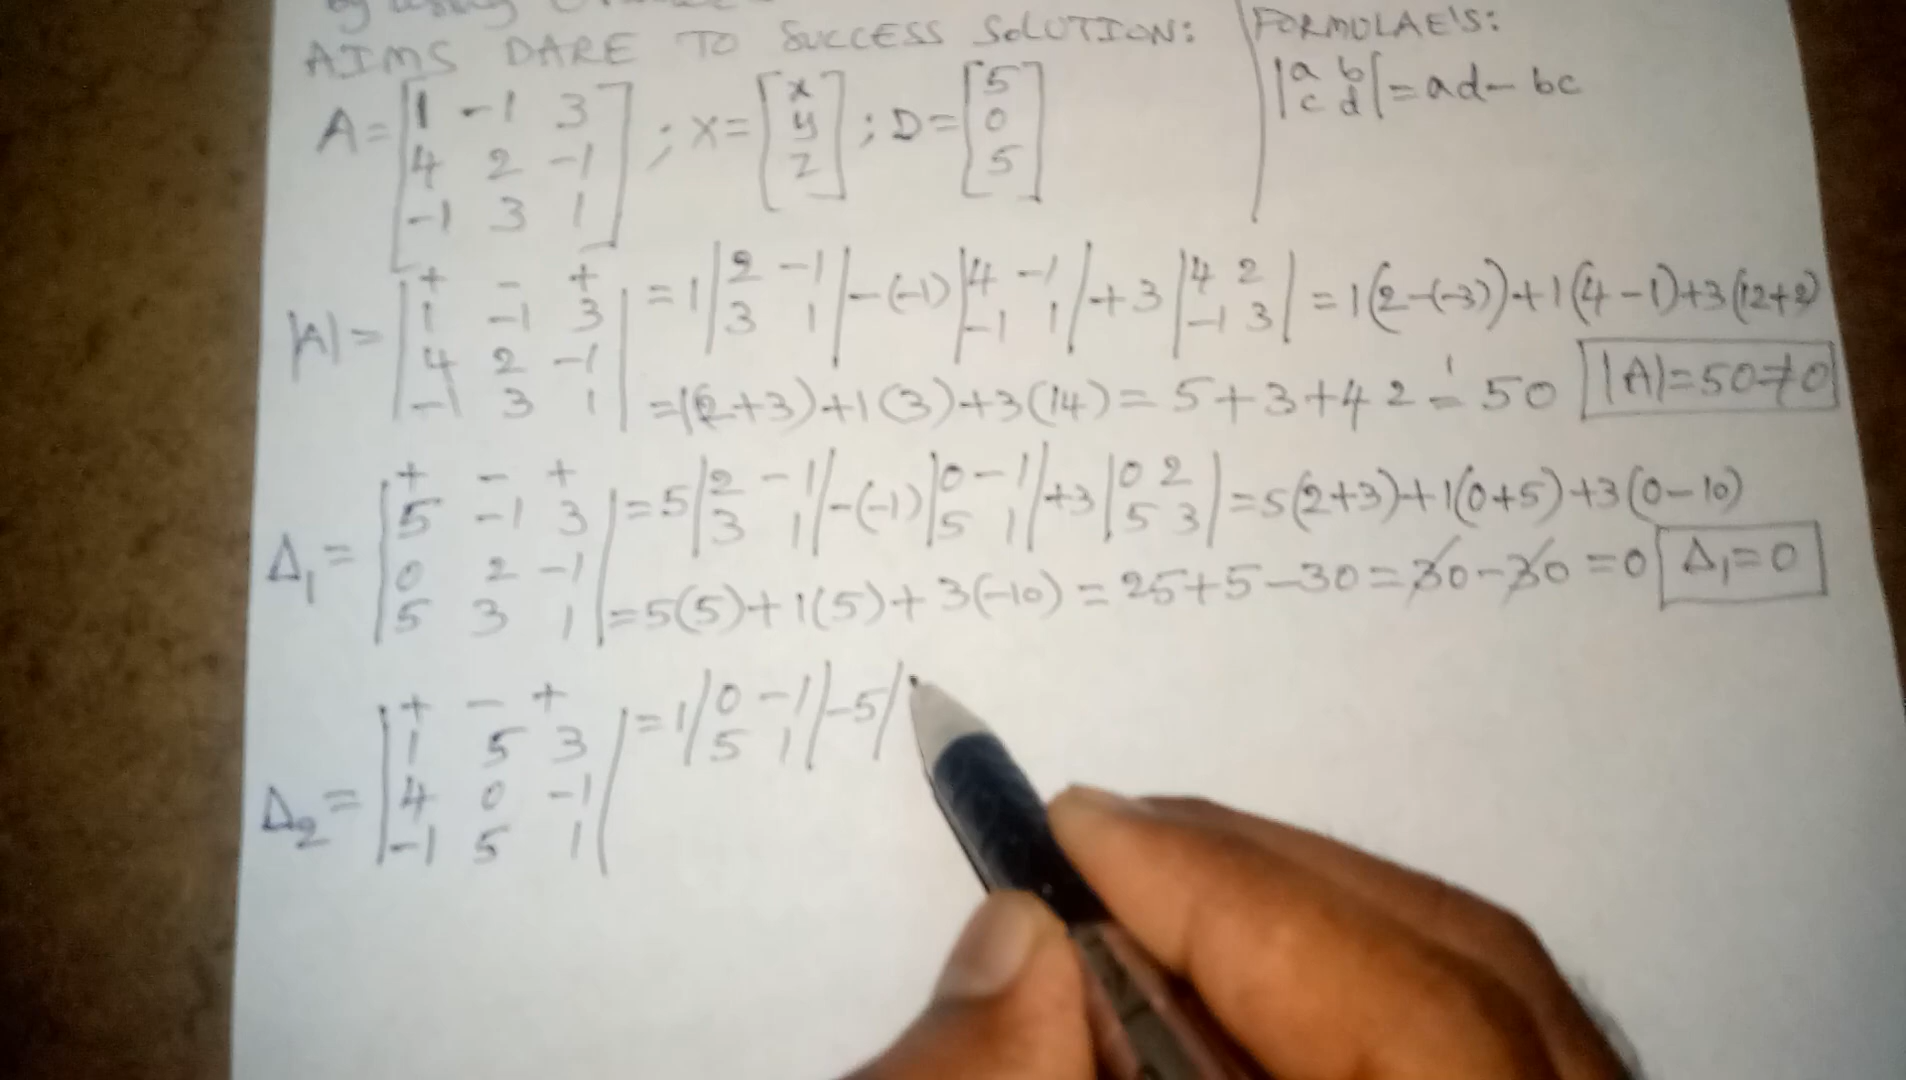 by using
AIMS DARE TO SUCCESS SOLUTION:
FORMULAE'S:
|a b| = ad - bc
|c d|
A = [1 -1 3] ; X = [x] ; D = [5]
[4 2 -1] [y] [0]
[-1 3 1] [z] [5]
+ - +
|A| = |1 -1 3| = 1|2 -1| - (-1)|4 -1| + 3|4 2| = 1(2-(-3)) + 1(4-1) + 3(12+2)
|4 2 -1| |3 1| |-1 1| |-1 3|
|-1 3 1| = 1(2+3) + 1(3) + 3(14) = 5 + 3 + 42 = 50 |A| = 50 ≠ 0
+ - +
Δ₁ = |5 -1 3| = 5|2 -1| - (-1)|0 -1| + 3|0 2| = 5(2+3) + 1(0+5) + 3(0-10)
|0 2 -1| |3 1| |5 1| |5 3|
|5 3 1| = 5(5) + 1(5) + 3(-10) = 25 + 5 - 30 = 30 - 30 = 0 Δ₁ = 0
+ - +
Δ₂ = |1 5 3| = 1|0 -1| - 5|
|4 0 -1| |5 1|
|-1 5 1|